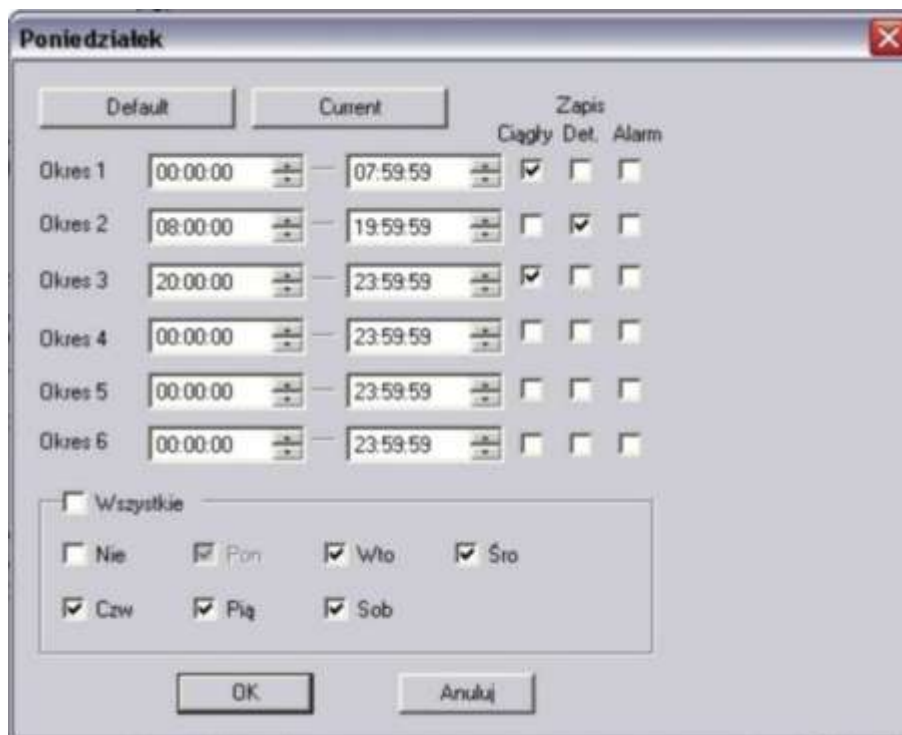 Poniedziałek
Default Current Zapis
Ciągły Det. Alarm
Okres 1 00:00:00 07:59:59
Okres 2 08:00:00 19:59:59
Okres 3 20:00:00 23:59:59
Okres 4 00:00:00 23:59:59
Okres 5 00:00:00 23:59:59
Okres 6 00:00:00 23:59:59
Wszystkie
Nie Pon Wto Śro
Czw Pią Sob
OK Anuluj